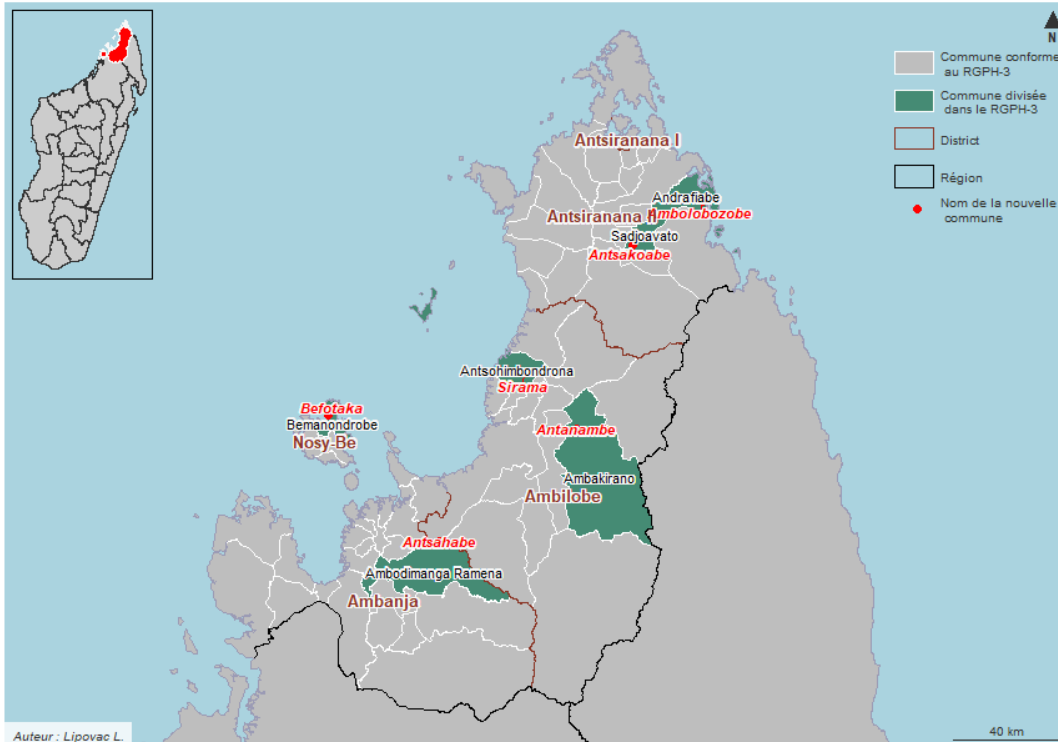 N
Commune conforme
au RGPH-3
Commune divisée
dans le RGPH-3
District
Région
Nom de la nouvelle
commune
Antsiranana I
Andrafiabe
Antsiranana II
Ambolobozobe
Sadjoavato
Antsakoabe
Antsohimbondrona
Sirama
Befotaka
Bemanondrobe
Nosy-Be
Antanambe
Ambakirano
Ambilobe
Antsahabe
Ambodimanga Ramena
Ambanja
Auteur : Lipovac L.
40 km